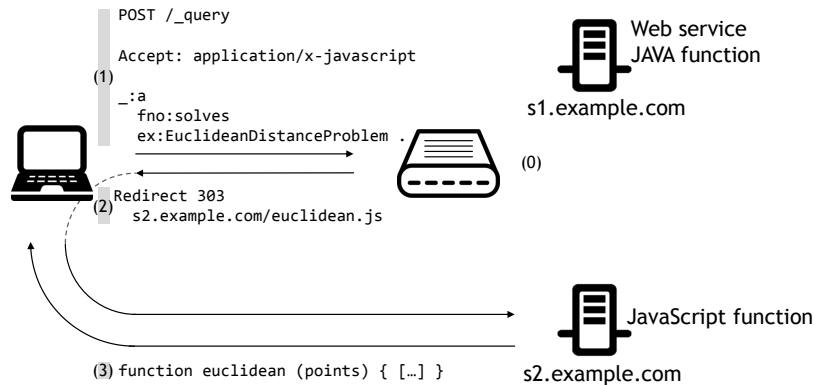 POST /_query
Accept: application/x-javascript
(1)
_:a
fno:solves
ex:EuclideanDistanceProblem .
Web service
JAVA function
s1.example.com
(0)
Redirect 303
(2)
s2.example.com/euclidean.js
JavaScript function
(3) function euclidean (points) { […] }
s2.example.com